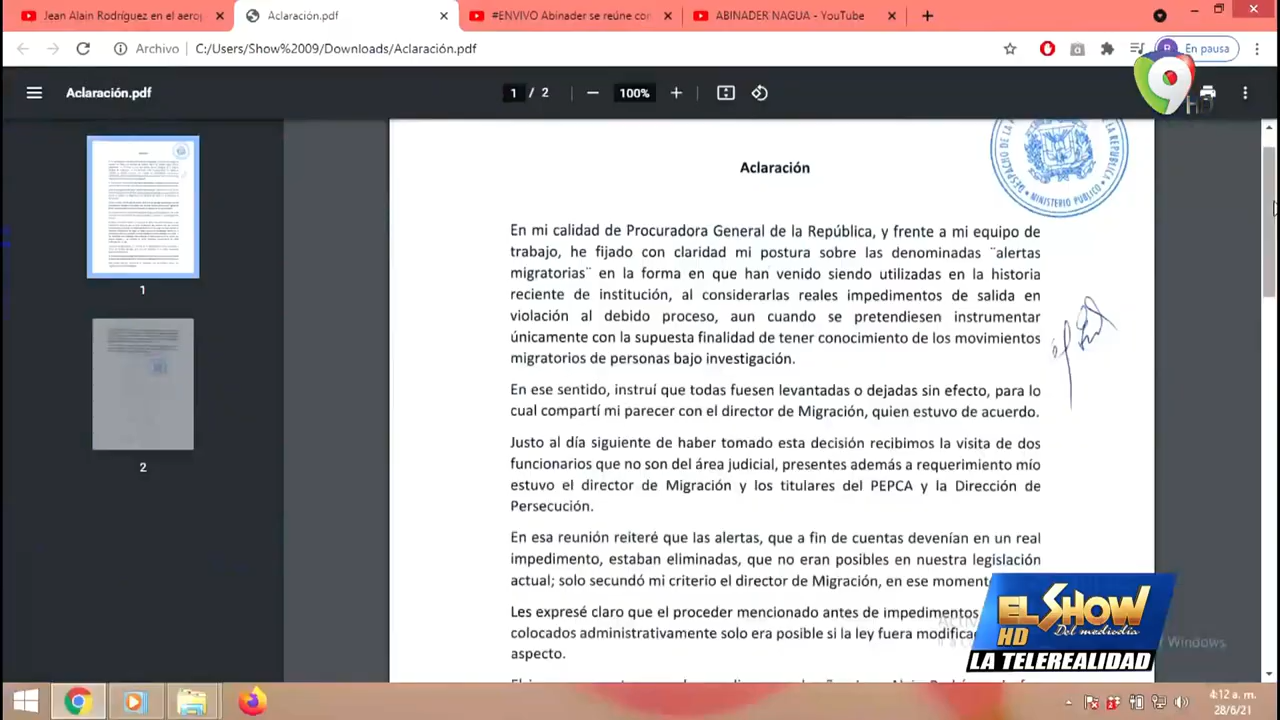 Jean Alain Rodríguez en el aerop
Aclaración.pdf
#ENVIVO Abinader se reúne con
ABINADER NAGUA - YouTube
Archivo
C:/Users/Show%2009/Downloads/Aclaración.pdf
R
En pausa
Aclaración.pdf
1 / 2
100%
9
HD
1
2
MINISTERIO PUBLICO
Aclaración
En mi calidad de Procuradora General de la República, y frente a mi equipo de
trabajo, he fijado con claridad mi postura sobre las denominadas ¨alertas
migratorias¨ en la forma en que han venido siendo utilizadas en la historia
reciente de institución, al considerarlas reales impedimentos de salida en
violación al debido proceso, aun cuando se pretendiesen instrumentar
únicamente con la supuesta finalidad de tener conocimiento de los movimientos
migratorios de personas bajo investigación.
En ese sentido, instruí que todas fuesen levantadas o dejadas sin efecto, para lo
cual compartí mi parecer con el director de Migración, quien estuvo de acuerdo.
Justo al día siguiente de haber tomado esta decisión recibimos la visita de dos
funcionarios que no son del área judicial, presentes además a requerimiento mío
estuvo el director de Migración y los titulares del PEPCA y la Dirección de
Persecución.
En esa reunión reiteré que las alertas, que a fin de cuentas devenían en un real
impedimento, estaban eliminadas, que no eran posibles en nuestra legislación
actual; solo secundó mi criterio el director de Migración, en ese moment
Les expresé claro que el proceder mencionado antes de impedimentos
colocados administrativamente solo era posible si la ley fuera modifica
aspecto.
EL SHOW
HD Del mediodía
LA TELEREALIDAD
Windows.
4:12 a. m.
28/6/21